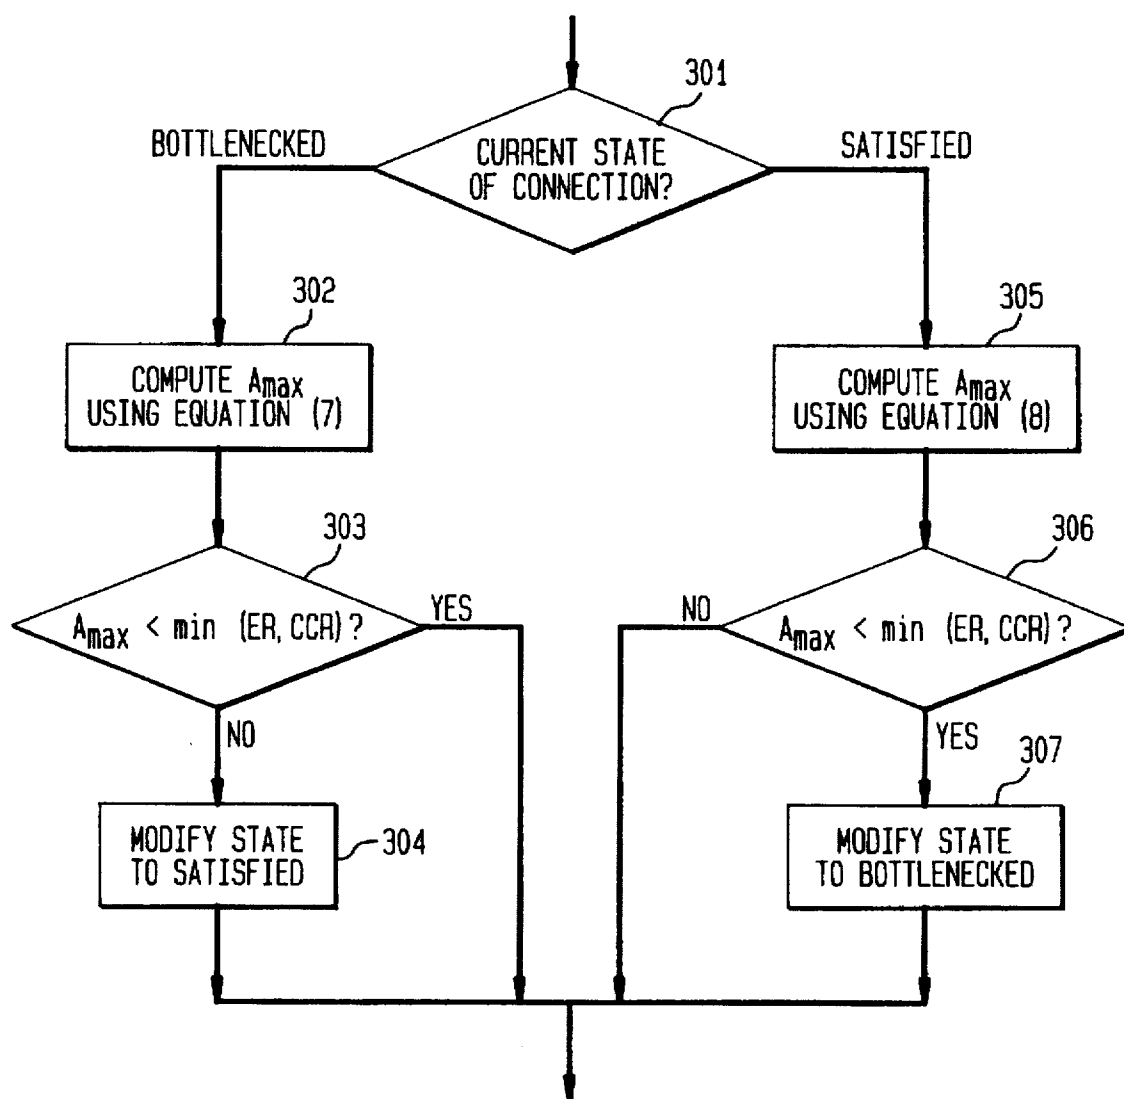 301
BOTTLENECKED
SATISFIED
CURRENT STATE
OF CONNECTION?
302
305
COMPUTE Amax
USING EQUATION (7)
COMPUTE Amax
USING EQUATION (8)
303
306
Amax < min (ER, CCR)?
YES
NO
Amax < min (ER, CCR)?
NO
YES
307
MODIFY STATE
TO SATISFIED
304
MODIFY STATE
TO BOTTLENECKED